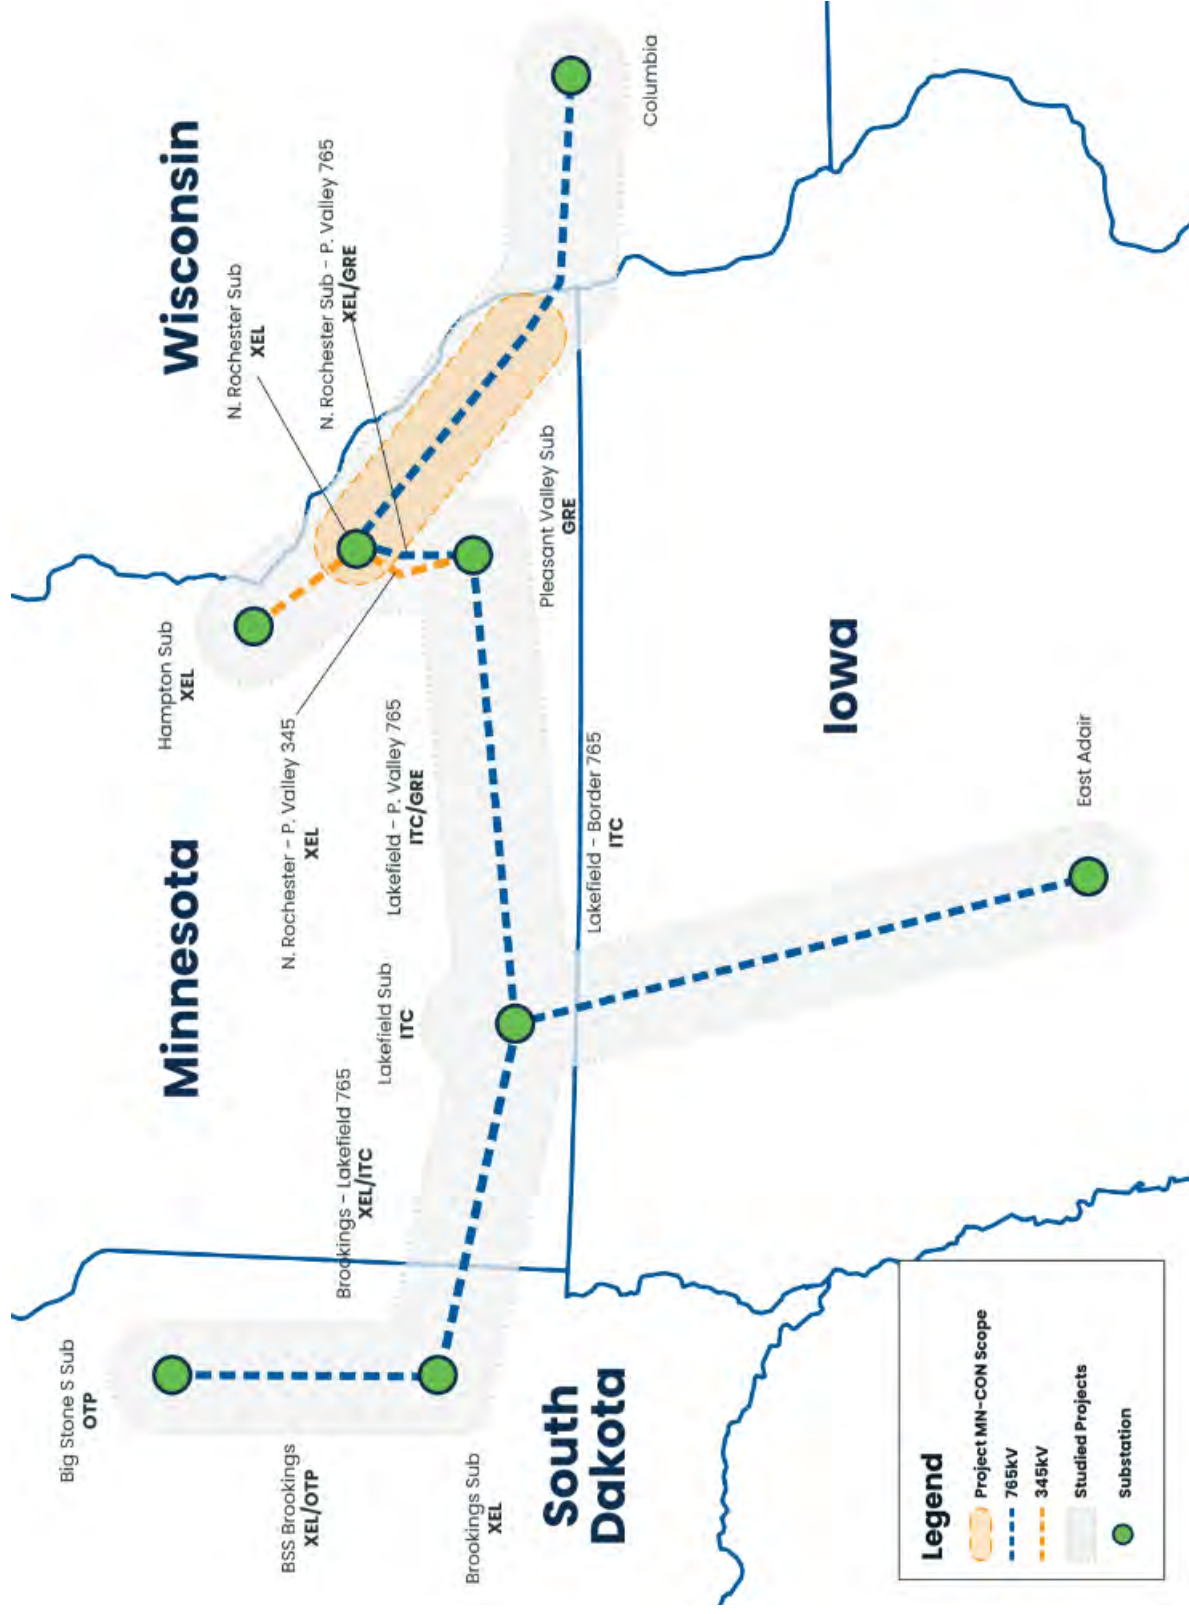 Wisconsin
Columbia
N. Rochester Sub
XEL
N. Rochester Sub - P. Valley 765
XEL/GRE
Hampton Sub
XEL
Pleasant Valley Sub
GRE
N. Rochester - P. Valley 345
XEL
Minnesota
Lakefield - P. Valley 765
ITC/GRE
Lakefield - Border 765
ITC
Iowa
East Adair
Lakefield Sub
ITC
Brookings - Lakefield 765
XEL/ITC
Big Stone S Sub
OTP
BSS Brookings
XEL/OTP
Brookings Sub
XEL
South
Dakota
Legend
Project MN-CON Scope
765kV
345kV
Studied Projects
Substation